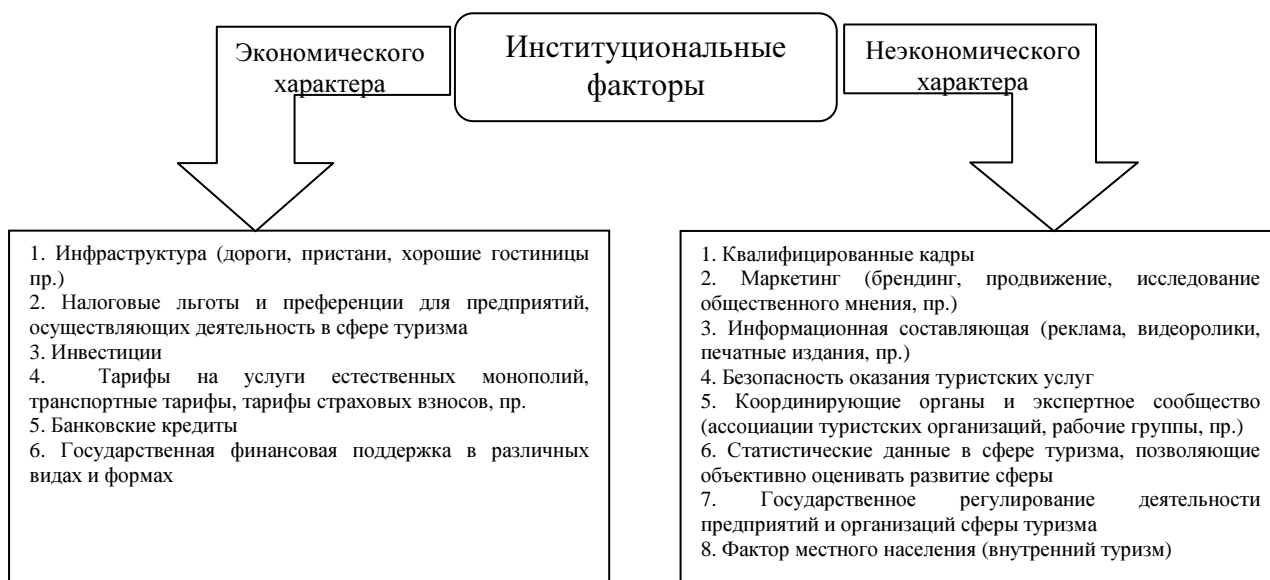 Институциональные
факторы
Экономического
характера
Неэкономического
характера
1. Инфраструктура (дороги, пристани, хорошие гостиницы
пр.)
2. Налоговые льготы и преференции для предприятий,
осуществляющих деятельность в сфере туризма
3. Инвестиции
4. Тарифы на услуги естественных монополий,
транспортные тарифы, тарифы страховых взносов, пр.
5. Банковские кредиты
6. Государственная финансовая поддержка в различных
видах и формах
1. Квалифицированные кадры
2. Маркетинг (брендинг, продвижение, исследование
общественного мнения, пр.)
3. Информационная составляющая (реклама, видеоролики,
печатные издания, пр.)
4. Безопасность оказания туристских услуг
5. Координирующие органы и экспертное сообщество
(ассоциации туристских организаций, рабочие группы, пр.)
6. Статистические данные в сфере туризма, позволяющие
объективно оценивать развитие сферы
7. Государственное регулирование деятельности
предприятий и организаций сферы туризма
8. Фактор местного населения (внутренний туризм)